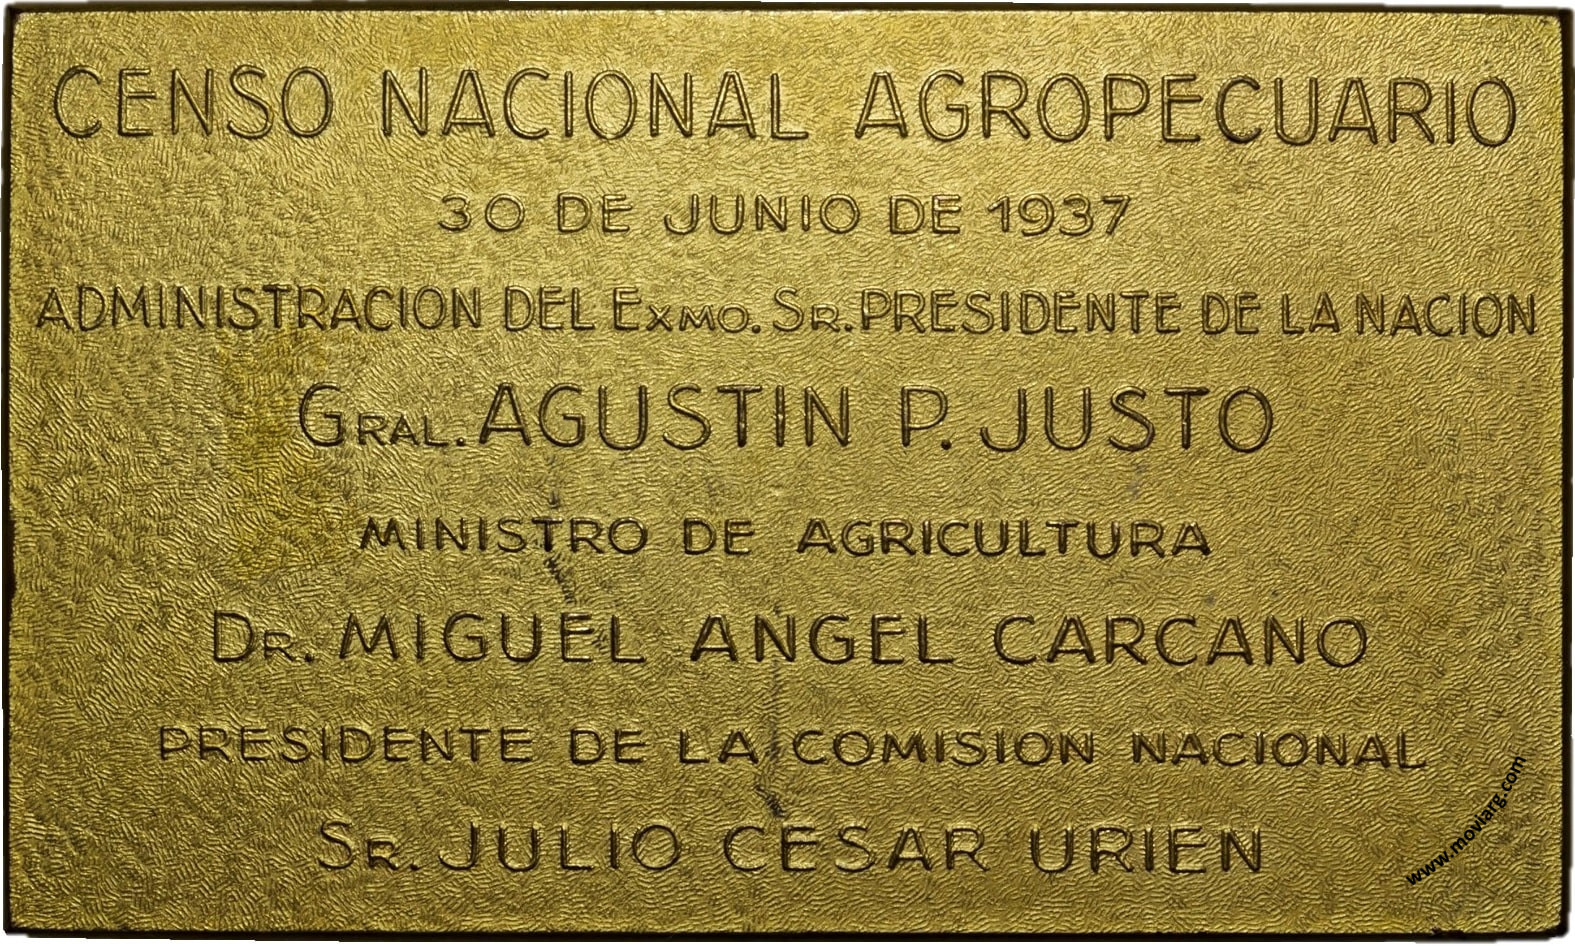 CENSO NACIONAL AGROPECUARIO
30 DE JUNIO DE 1937
ADMINISTRACION DEL EXMO. SR. PRESIDENTE DE LA NACION
GRAL. AGUSTIN P. JUSTO
MINISTRO DE AGRICULTURA
DR. MIGUEL ANGEL CARCANO
PRESIDENTE DE LA COMISION NACIONAL
SR. JULIO CESAR URIEN
www.moviarg.com